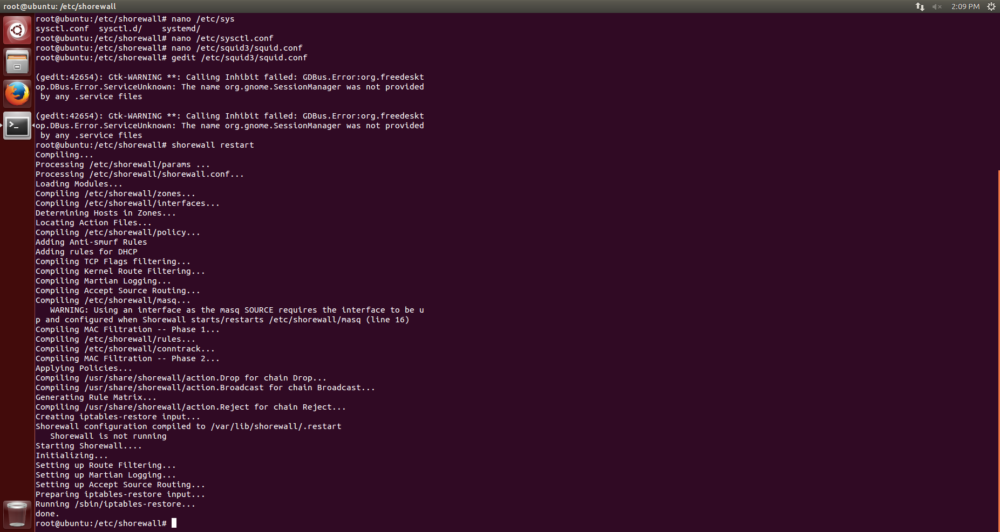 root@ubuntu: /etc/shorewall
2:09 PM
root@ubuntu:/etc/shorewall# nano /etc/sys
sysctl.conf  sysctl.d/    systemd/
root@ubuntu:/etc/shorewall# nano /etc/sysctl.conf
root@ubuntu:/etc/shorewall# nano /etc/squid3/squid.conf
root@ubuntu:/etc/shorewall# gedit /etc/squid3/squid.conf

(gedit:42654): Gtk-WARNING **: Calling Inhibit failed: GDBus.Error:org.freedeskt
op.DBus.Error.ServiceUnknown: The name org.gnome.SessionManager was not provided
 by any .service files

(gedit:42654): Gtk-WARNING **: Calling Inhibit failed: GDBus.Error:org.freedeskt
op.DBus.Error.ServiceUnknown: The name org.gnome.SessionManager was not provided
 by any .service files
root@ubuntu:/etc/shorewall# shorewall restart
Compiling...
Processing /etc/shorewall/params ...
Processing /etc/shorewall/shorewall.conf...
Loading Modules...
Compiling /etc/shorewall/zones...
Compiling /etc/shorewall/interfaces...
Determining Hosts in Zones...
Locating Action Files...
Compiling /etc/shorewall/policy...
Adding Anti-smurf Rules
Adding rules for DHCP
Compiling TCP Flags filtering...
Compiling Kernel Route Filtering...
Compiling Martian Logging...
Compiling Accept Source Routing...
Compiling /etc/shorewall/masq...
   WARNING: Using an interface as the masq SOURCE requires the interface to be u
p and configured when Shorewall starts/restarts /etc/shorewall/masq (line 16)
Compiling MAC Filtration -- Phase 1...
Compiling /etc/shorewall/rules...
Compiling /etc/shorewall/conntrack...
Compiling MAC Filtration -- Phase 2...
Applying Policies...
Compiling /usr/share/shorewall/action.Drop for chain Drop...
Compiling /usr/share/shorewall/action.Broadcast for chain Broadcast...
Generating Rule Matrix...
Compiling /usr/share/shorewall/action.Reject for chain Reject...
Creating iptables-restore input...
Shorewall configuration compiled to /var/lib/shorewall/.restart
   Shorewall is not running
Starting Shorewall....
Initializing...
Setting up Route Filtering...
Setting up Martian Logging...
Setting up Accept Source Routing...
Preparing iptables-restore input...
Running /sbin/iptables-restore...
done.
root@ubuntu:/etc/shorewall#